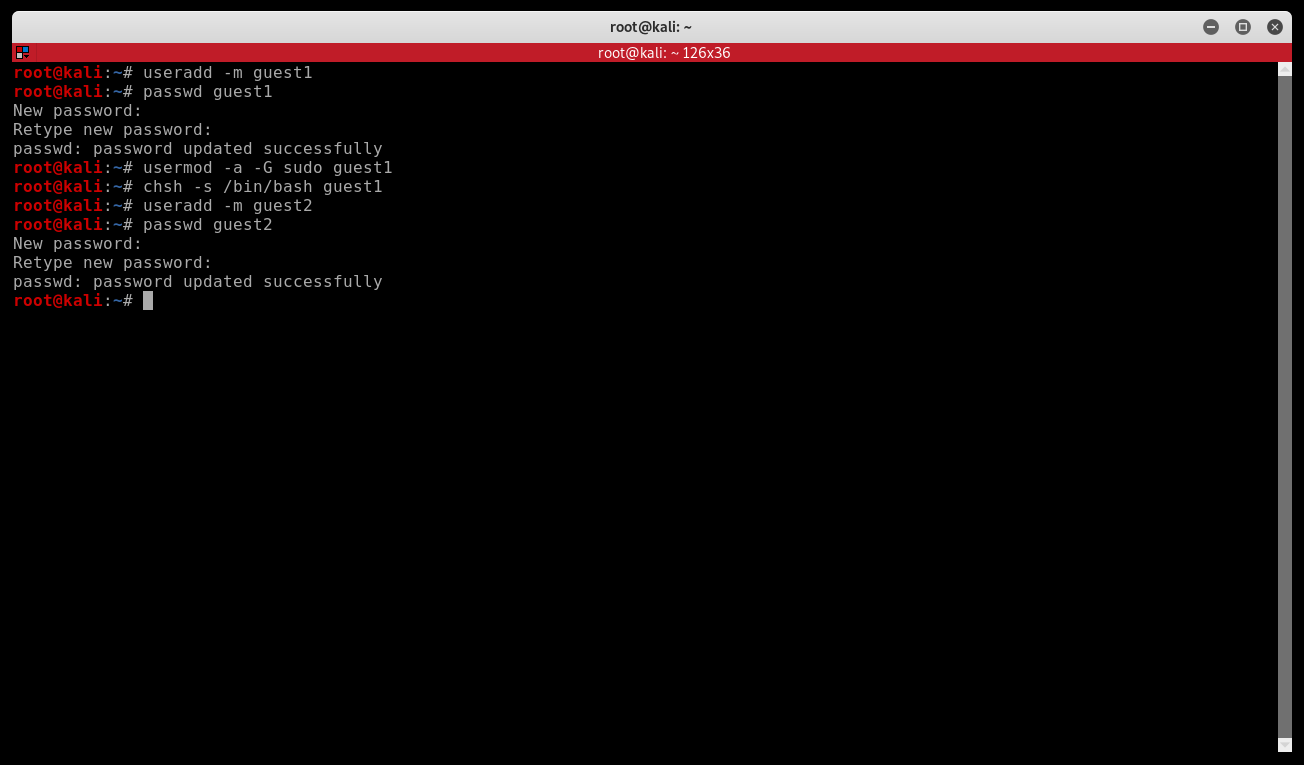 root@kali: ~
root@kali: ~ 126x36
root@kali:~# useradd -m guest1
root@kali:~# passwd guest1
New password:
Retype new password:
passwd: password updated successfully
root@kali:~# usermod -a -G sudo guest1
root@kali:~# chsh -s /bin/bash guest1
root@kali:~# useradd -m guest2
root@kali:~# passwd guest2
New password:
Retype new password:
passwd: password updated successfully
root@kali:~#